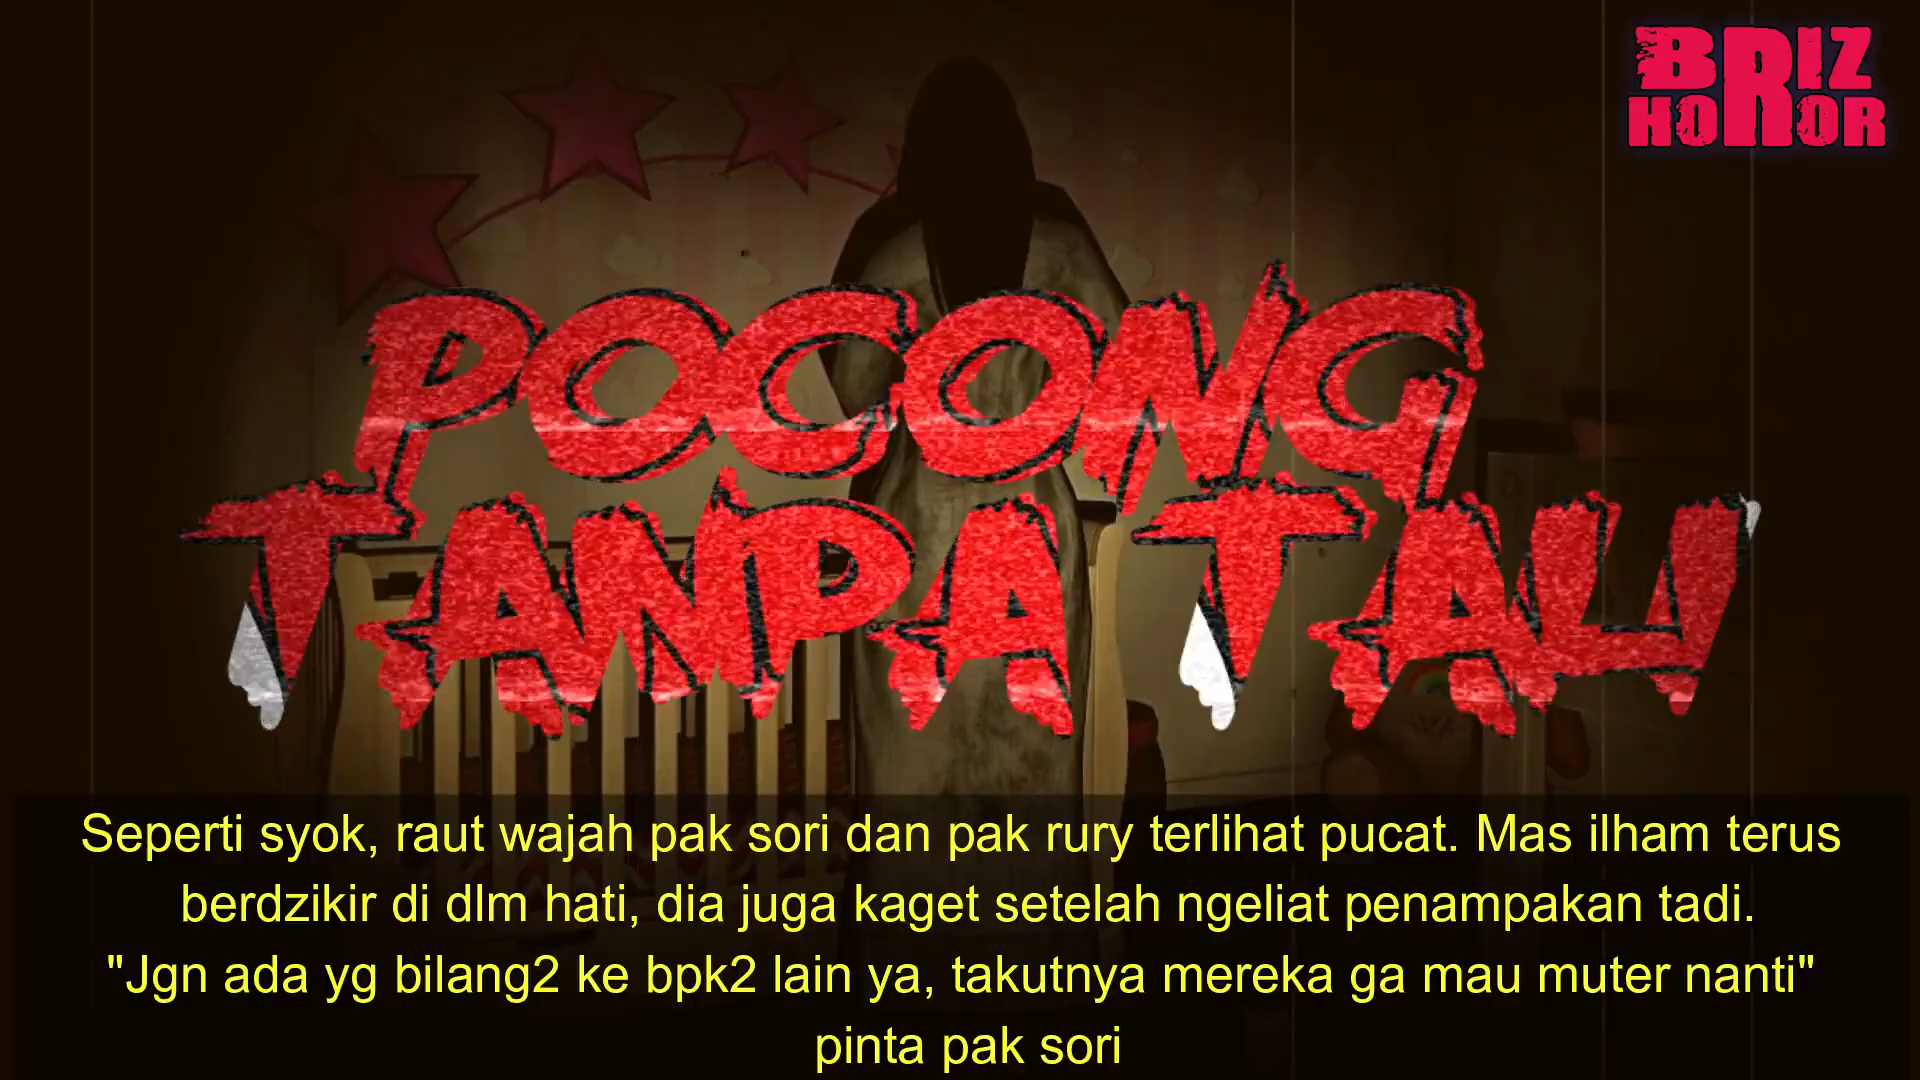 BRIZ
HOROR
POCONG
TANPA TALI
Seperti syok, raut wajah pak sori dan pak rury terlihat pucat. Mas ilham terus
berdzikir di dlm hati, dia juga kaget setelah ngeliat penampakan tadi.
"Jgn ada yg bilang2 ke bpk2 lain ya, takutnya mereka ga mau muter nanti"
pinta pak sori